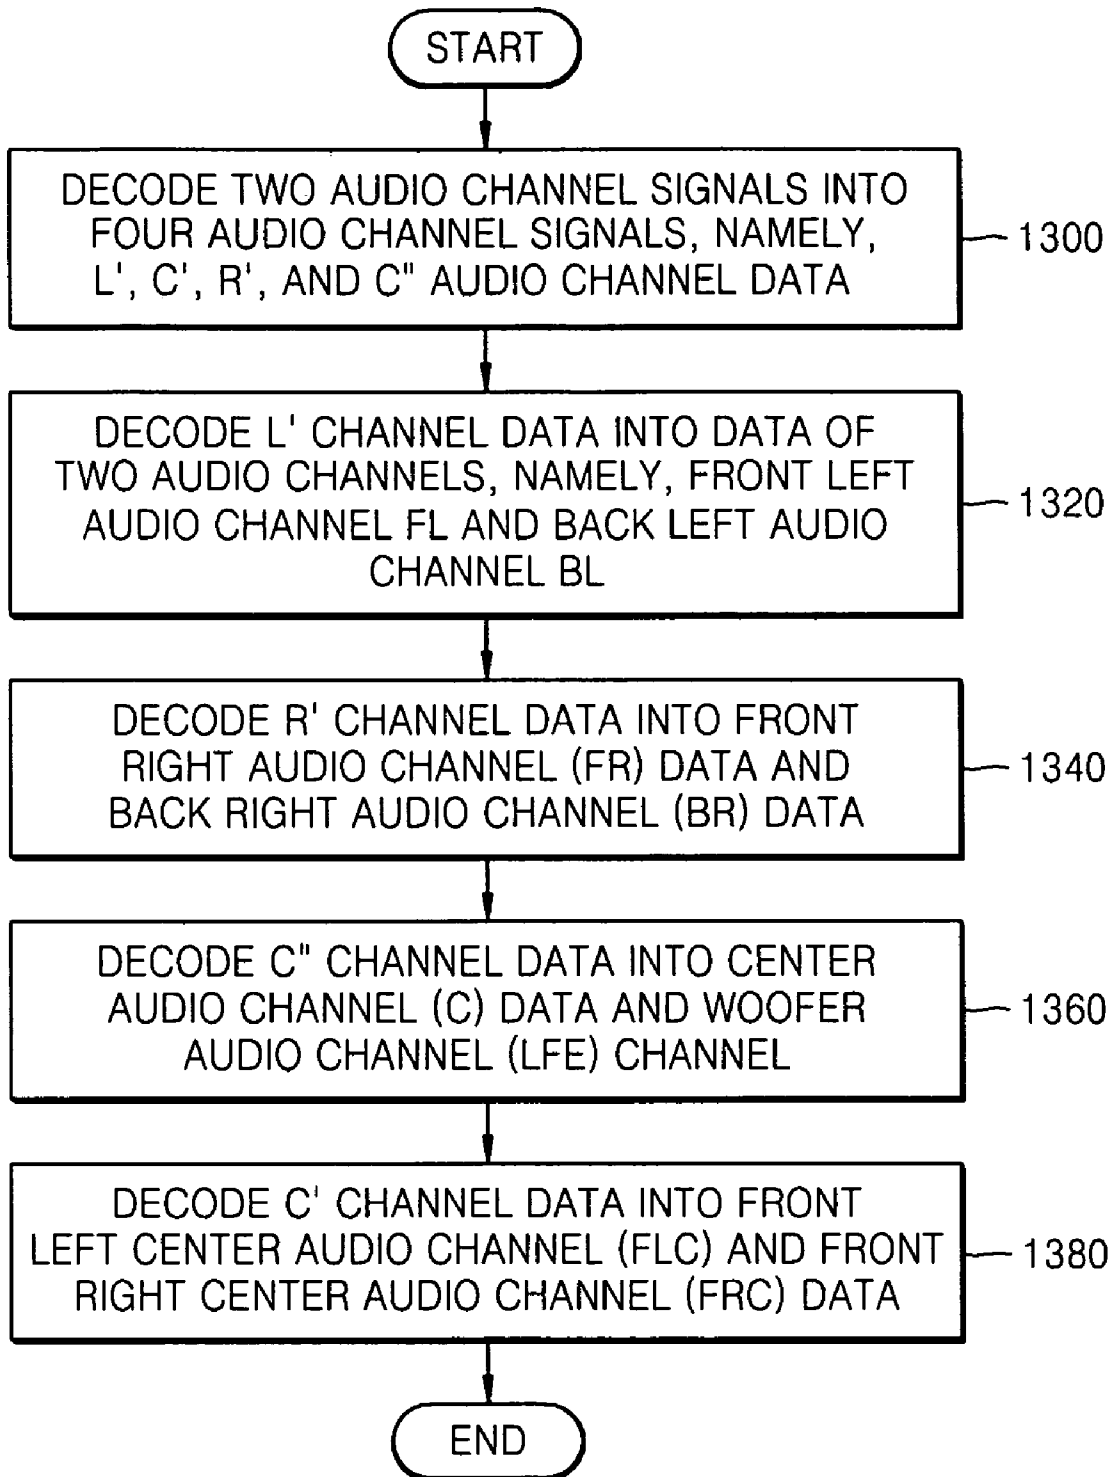 START
DECODE TWO AUDIO CHANNEL SIGNALS INTO
FOUR AUDIO CHANNEL SIGNALS, NAMELY,
L', C', R', AND C" AUDIO CHANNEL DATA
1300
DECODE L' CHANNEL DATA INTO DATA OF
TWO AUDIO CHANNELS, NAMELY, FRONT LEFT
AUDIO CHANNEL FL AND BACK LEFT AUDIO
CHANNEL BL
1320
DECODE R' CHANNEL DATA INTO FRONT
RIGHT AUDIO CHANNEL (FR) DATA AND
BACK RIGHT AUDIO CHANNEL (BR) DATA
1340
DECODE C" CHANNEL DATA INTO CENTER
AUDIO CHANNEL (C) DATA AND WOOFER
AUDIO CHANNEL (LFE) CHANNEL
1360
DECODE C' CHANNEL DATA INTO FRONT
LEFT CENTER AUDIO CHANNEL (FLC) AND FRONT
RIGHT CENTER AUDIO CHANNEL (FRC) DATA
1380
END